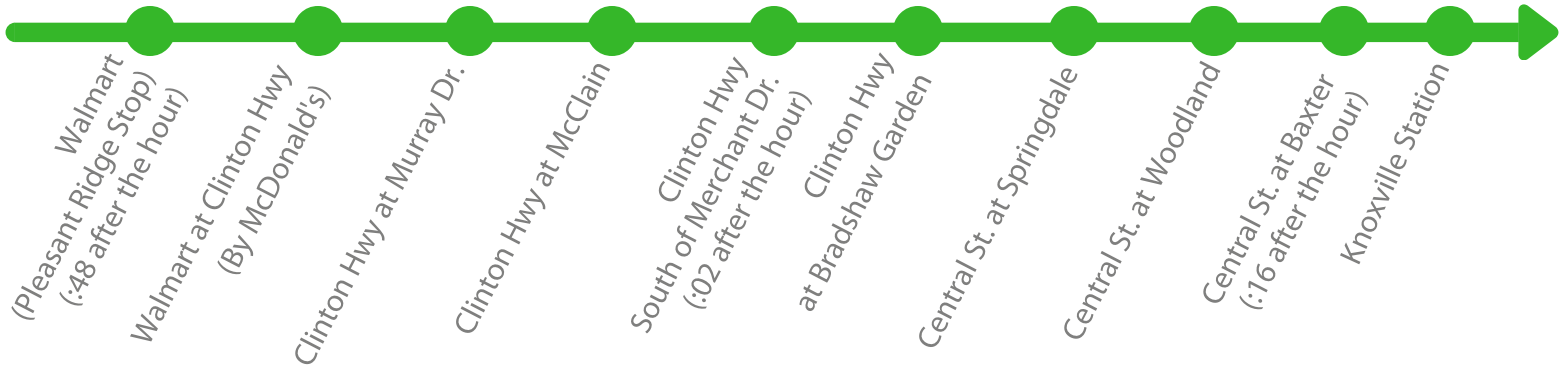 Walmart
(Pleasant Ridge Stop)
(:48 after the hour)
Walmart at Clinton Hwy
(By McDonald's)
Clinton Hwy at Murray Dr.
Clinton Hwy at McClain
Clinton Hwy
South of Merchant Dr.
(:02 after the hour)
Clinton Hwy
at Bradshaw Garden
Central St. at Springdale
Central St. at Woodland
Central St. at Baxter
(:16 after the hour)
Knoxville Station